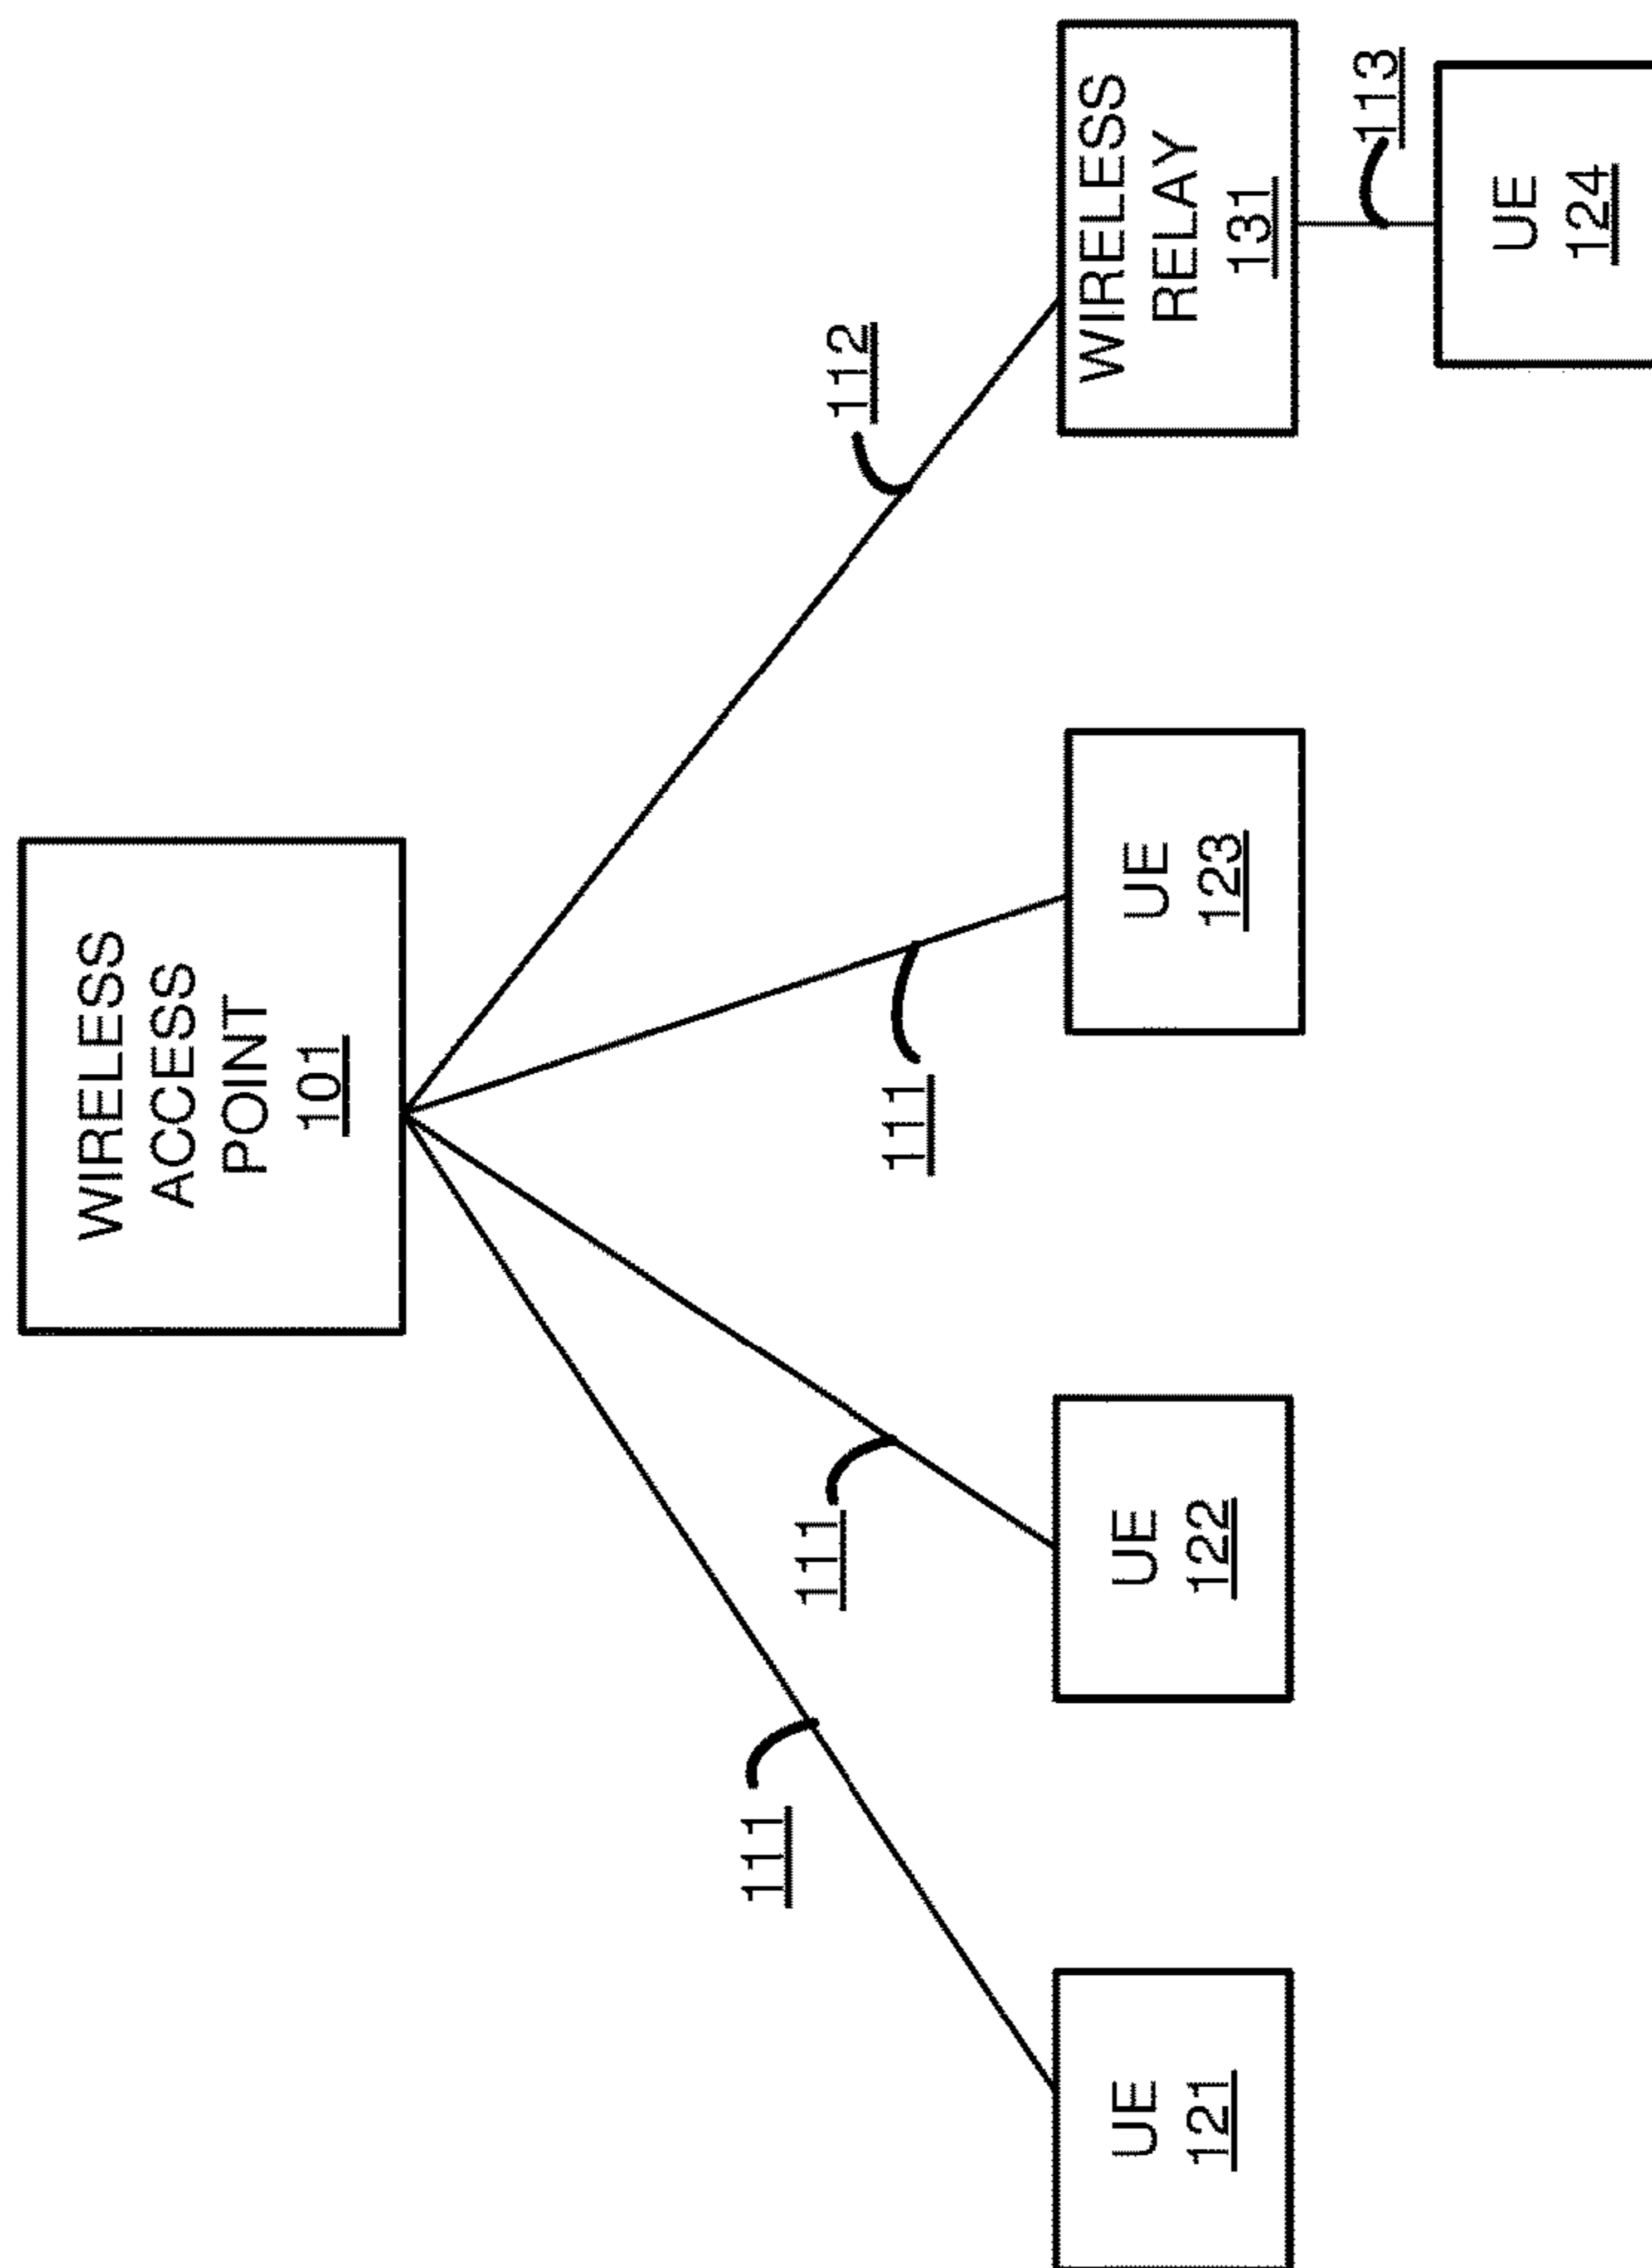 WIRELESS
ACCESS
POINT
101
111
111
111
112
UE
121
UE
122
UE
123
WIRELESS
RELAY
131
113
UE
124